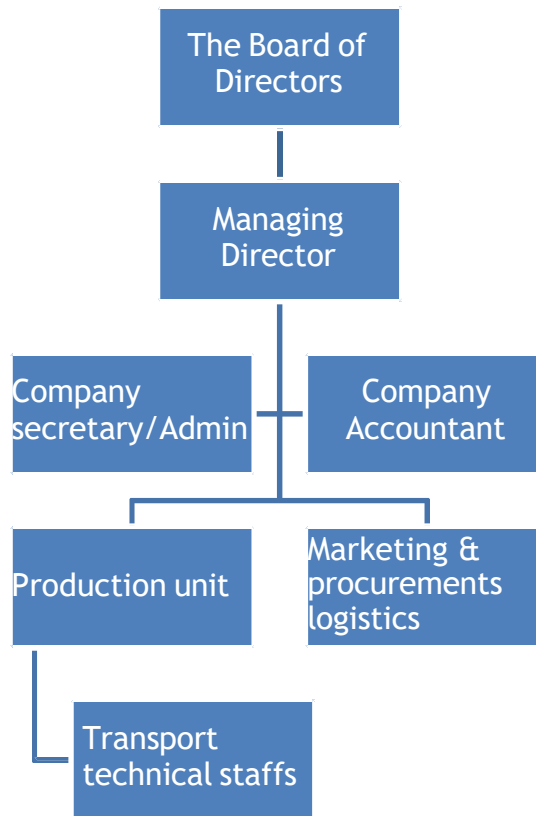 The Board of
Directors
Managing
Director
Company
secretary/Admin
Company
Accountant
Production unit
Marketing &
procurements
logistics
Transport
technical staffs